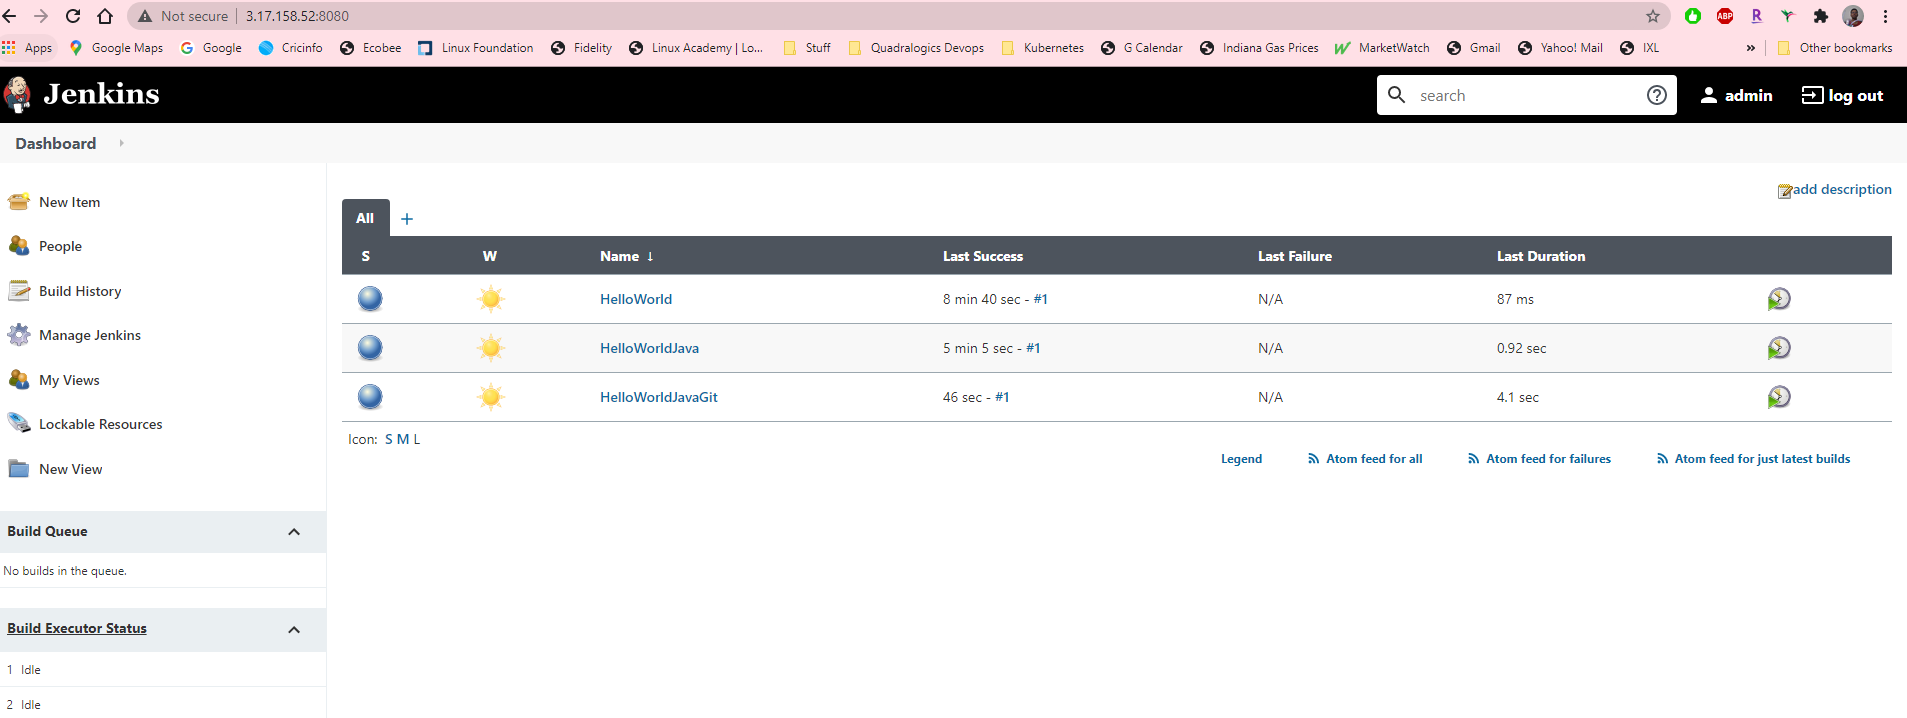 Not secure | 3.17.158.52:8080
ABP
R
Apps Google Maps Google Cricinfo Ecobee Linux Foundation Fidelity Linux Academy | Lo... Stuff Quadralogics Devops Kubernetes G Calendar Indiana Gas Prices MarketWatch Gmail Yahoo! Mail IXL » Other bookmarks
Jenkins search admin log out
Dashboard
New Item
People
Build History
Manage Jenkins
My Views
Lockable Resources
New View
Build Queue
No builds in the queue.
Build Executor Status
1 Idle
2 Idle
add description
All +
S W Name ↓ Last Success Last Failure Last Duration
HelloWorld 8 min 40 sec - #1 N/A 87 ms
HelloWorldJava 5 min 5 sec - #1 N/A 0.92 sec
HelloWorldJavaGit 46 sec - #1 N/A 4.1 sec
Icon: S M L
Legend Atom feed for all Atom feed for failures Atom feed for just latest builds